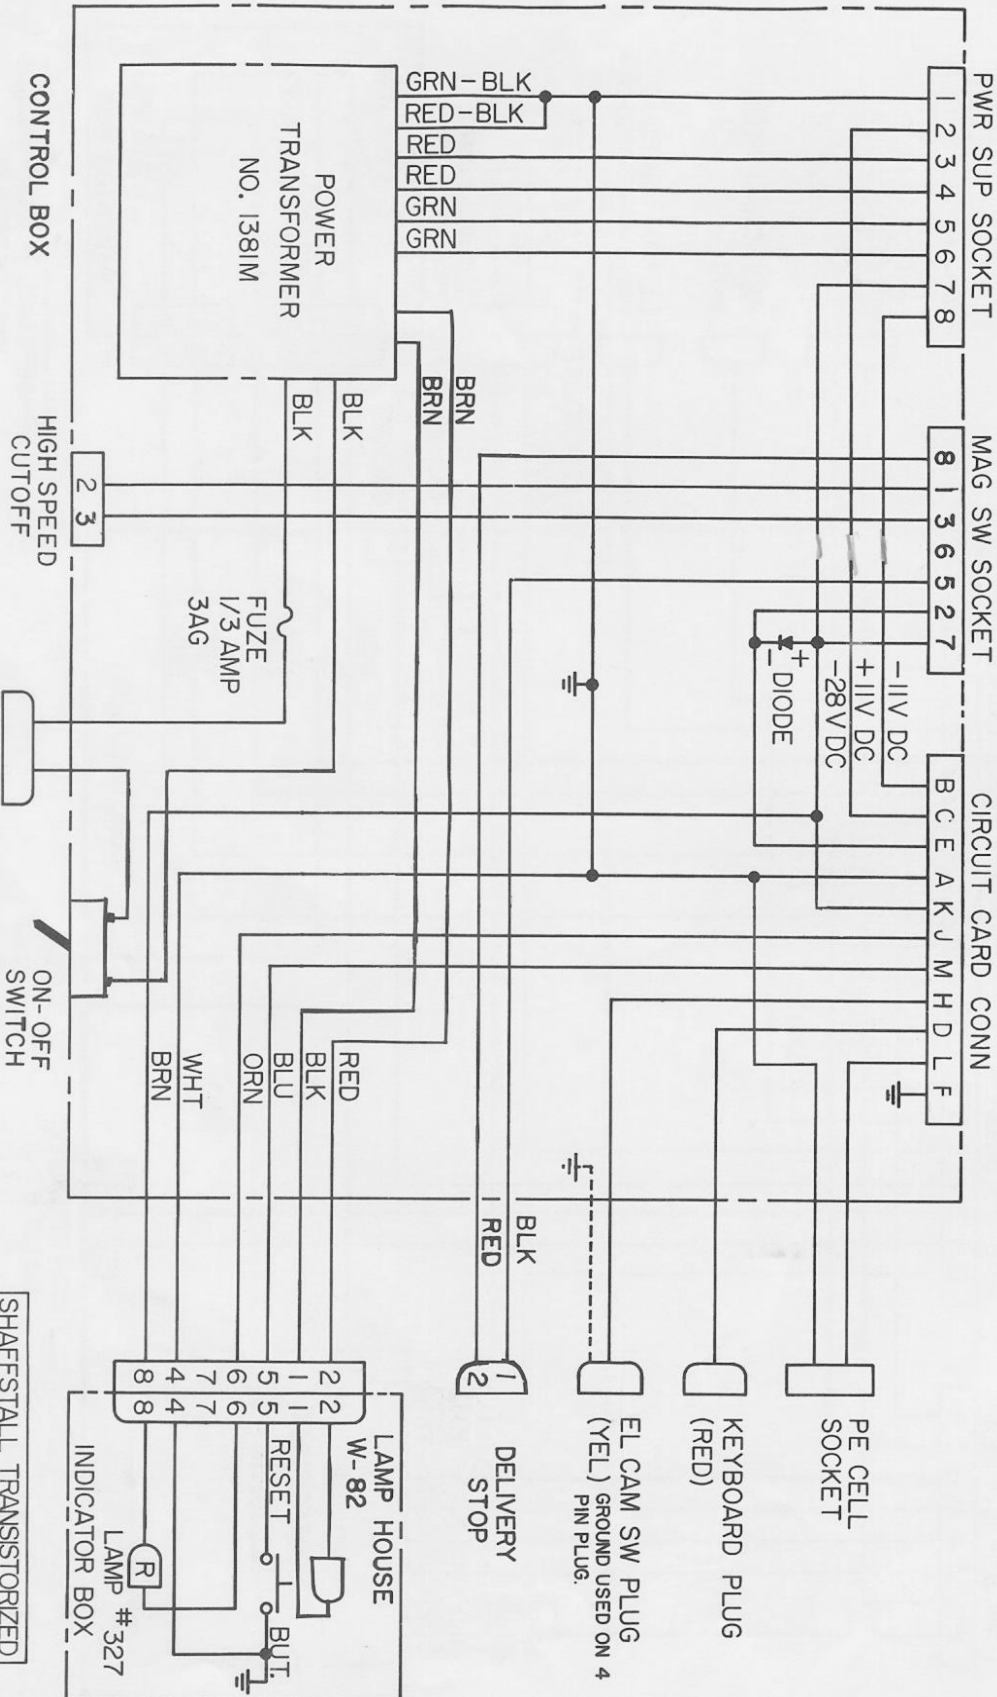 PWR SUP SOCKET
1 2 3 4 5 6 7 8
MAG SW SOCKET
8 1 3 6 5 2 7
CIRCUIT CARD CONN
B C E A K J M H D L F
GRN-BLK
RED-BLK
RED
RED
GRN
GRN
POWER
TRANSFORMER
NO. 1381M
BRN
BRN
BLK
BLK
CONTROL BOX
HIGH SPEED
CUTOFF
2 3
FUZE
1/3 AMP
3AG
-11V DC
+11V DC
-28V DC
+
-
DIODE
ON-OFF
SWITCH
RED
BLK
BLU
ORN
WHT
BRN
BLK
RED
PE CELL
SOCKET
KEYBOARD PLUG
(RED)
EL CAM SW PLUG
(YEL) GROUND USED ON 4
PIN PLUG.
1
2
DELIVERY
STOP
LAMP HOUSE
W-82
2 2
1 1
5 5
6 6
7 7
4 4
8 8
RESET
BUT.
R
LAMP #327
INDICATOR BOX
SHAFFSTALL TRANSISTORIZED